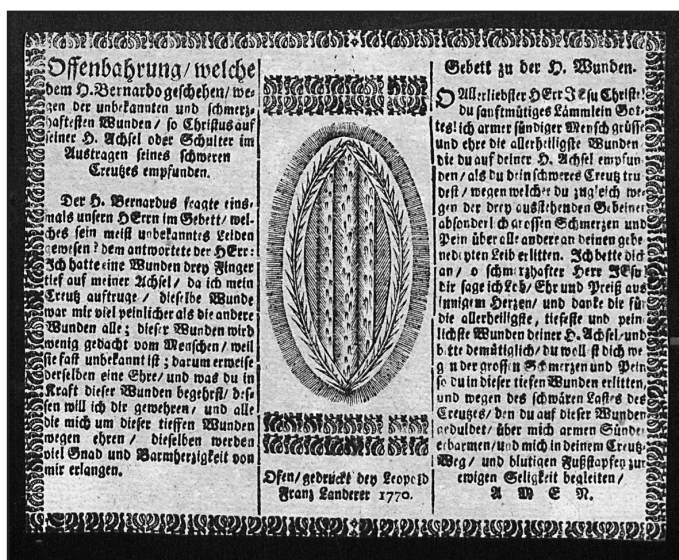 Offenbahrung/ welche
dem H. Bernardo geschehen/ we-
gen der unbekannten und schmerz-
hafftesten Wunden/ so Christus auf
seiner H. Achsel oder Schulter im
Austragen seines schweren
Creutzes empfunden.
Der H. Bernardus fragte eins-
mals unsern HErrn im Gebett/ wel-
ches sein meist unbekanntes Leiden
gewesen? dem antwortete der HErr:
Ich hatte eine Wunden drey Finger
tief auf meiner Achsel/ da ich mein
Creutz auftruge/ dieselbe Wunde
war mir viel peinlicher als die andere
Wunden alle; dieser Wunden wird
wenig gedacht vom Menschen/ weil
sie fast unbekannt ist; darum erweise
derselben eine Ehre/ und was du in
Kraft dieser Wunden begehrst/ dese
sen will ich dir gewehren/ und alle
die mich um dieser tieffen Wunden
wegen ehren/ dieselben werden
viel Gnad und Barmherzigkeit von
mir erlangen.
Ofen/ gedruckt bey Leopold
Franz Landerer 1770.
Gebett zu der H. Wunden.
O Allerliebster HErr JEsu Christe!
du sanftmütiges Lämmlein Got-
tes! ich armer sündiger Mensch grüsse
und ehre die allerheiligste Wunden
die du auf deiner H. Achsel empfun-
den/ als du dein schweres Creutz tru
dest/ wegen welcher du zugleich we-
gen der drey ausstehenden Gebeiner
absonderlich grossen Schmerzen und
Pein über alle andere an deinen gebe
nedeyten Leib erlitten. Ich bette dich
an/ o schmerzhafter Herr JEsu
dir sage ich Lob/ Ehr und Preiß aus
innigem Herzen/ und danke dir für
die allerheiligste, tiefeste und pein
lichste Wunden deiner H. Achsel/ und
bitte demütiglich/ du wollest dich we
gen der grossen Schmerzen und Pein
so du in dieser tiefen Wunden erlitten,
und wegen des schwären Lastes des
Creutzes/ den du auf dieser Wunden
geduldet/ über mich armen Sünder
erbarmen/ und mich in deinem Creutz-
Weg/ und blutigen Fußstapfen zur
ewigen Seligkeit begleiten/
A M E N.